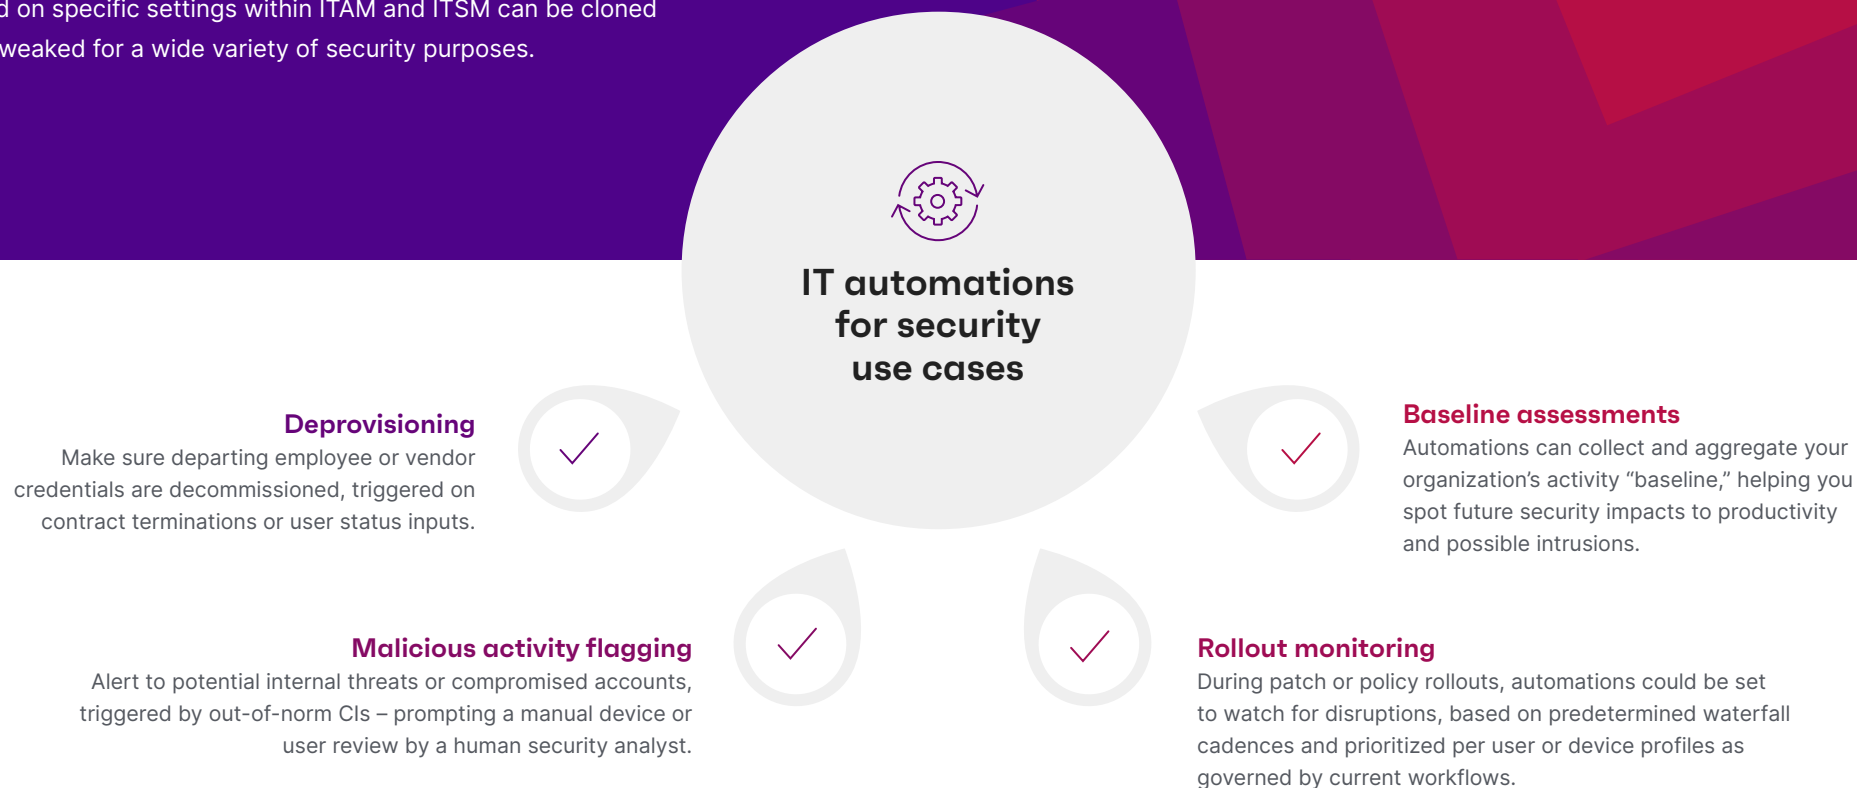 on specific settings within ITAM and ITSM can be cloned
weaked for a wide variety of security purposes.
IT automations
for security
use cases
Deprovisioning
Make sure departing employee or vendor
credentials are decommissioned, triggered on
contract terminations or user status inputs.
Malicious activity flagging
Alert to potential internal threats or compromised accounts,
triggered by out-of-norm CIs – prompting a manual device or
user review by a human security analyst.
Baseline assessments
Automations can collect and aggregate your
organization’s activity “baseline,” helping you
spot future security impacts to productivity
and possible intrusions.
Rollout monitoring
During patch or policy rollouts, automations could be set
to watch for disruptions, based on predetermined waterfall
cadences and prioritized per user or device profiles as
governed by current workflows.